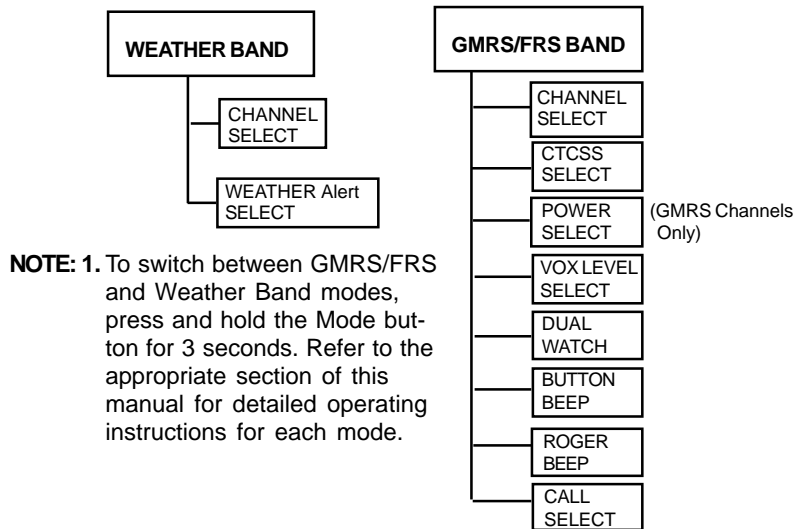 WEATHER BAND
CHANNEL
SELECT
WEATHER Alert
SELECT
NOTE: 1. To switch between GMRS/FRS
and Weather Band modes,
press and hold the Mode but-
ton for 3 seconds. Refer to the
appropriate section of this
manual for detailed operating
instructions for each mode.
GMRS/FRS BAND
CHANNEL
SELECT
CTCSS
SELECT
POWER
SELECT
(GMRS Channels
Only)
VOX LEVEL
SELECT
DUAL
WATCH
BUTTON
BEEP
ROGER
BEEP
CALL
SELECT